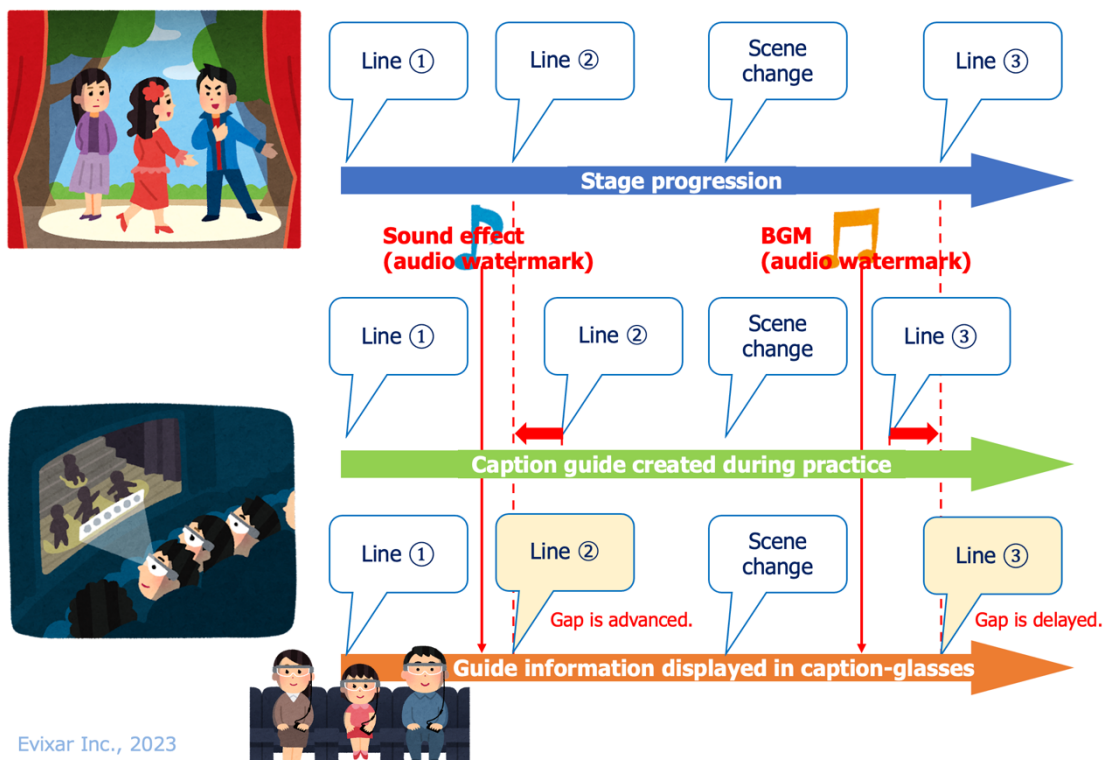 Line ①
Line ②
Scene
change
Line ③
Stage progression
Sound effect
(audio watermark)
BGM
(audio watermark)
Line ①
Line ②
Scene
change
Line ③
Caption guide created during practice
Line ①
Line ②
Scene
change
Line ③
Gap is advanced.
Gap is delayed.
Guide information displayed in caption-glasses
Evixar Inc., 2023